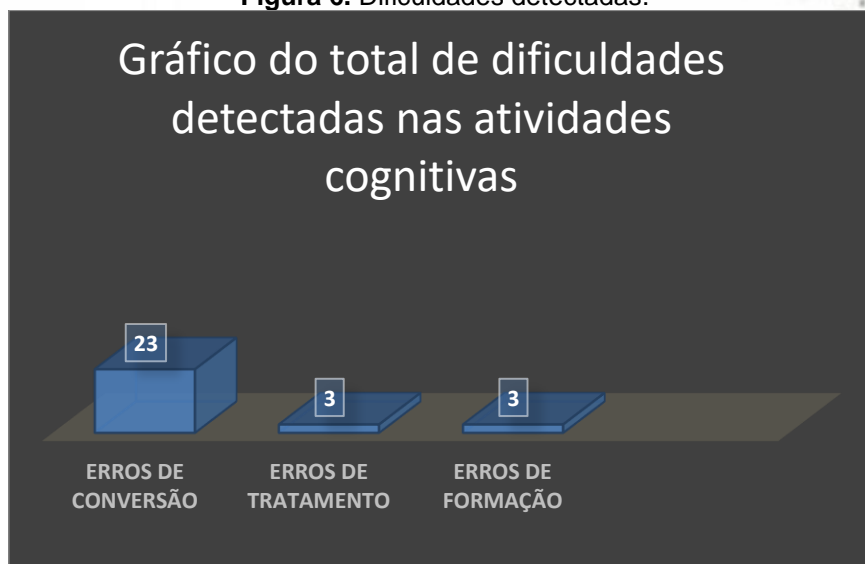 Figura 6. Dificuldades detectadas.
Gráfico do total de dificuldades
detectadas nas atividades
cognitivas
23
3
3
ERROS DE
CONVERSÃO
ERROS DE
TRATAMENTO
ERROS DE
FORMAÇÃO